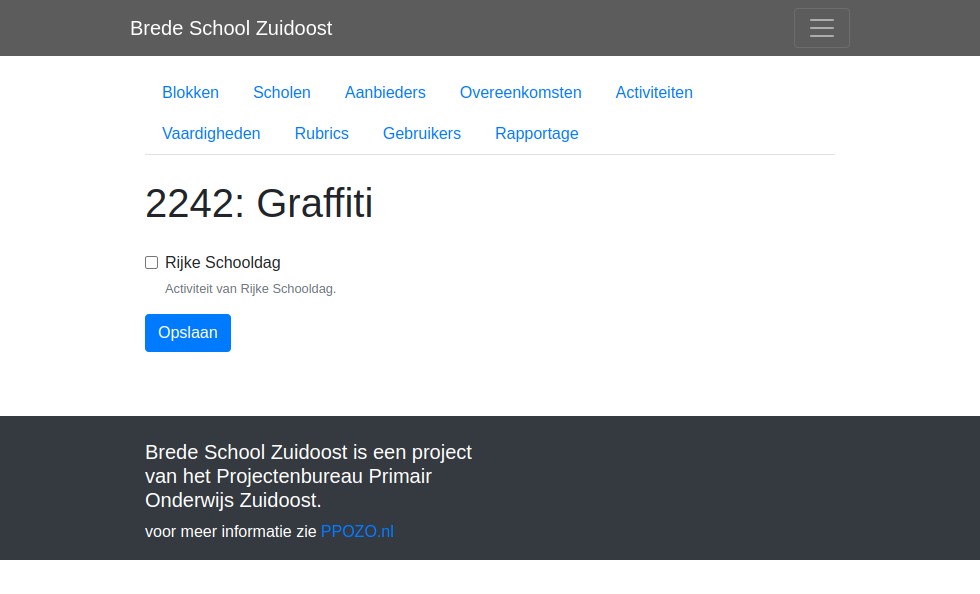 Brede School Zuidoost
Blokken Scholen Aanbieders Overeenkomsten Activiteiten
Vaardigheden Rubrics Gebruikers Rapportage
2242: Graffiti
Rijke Schooldag
Activiteit van Rijke Schooldag.
Opslaan
Brede School Zuidoost is een project
van het Projectenbureau Primair
Onderwijs Zuidoost.
voor meer informatie zie PPOZO.nl